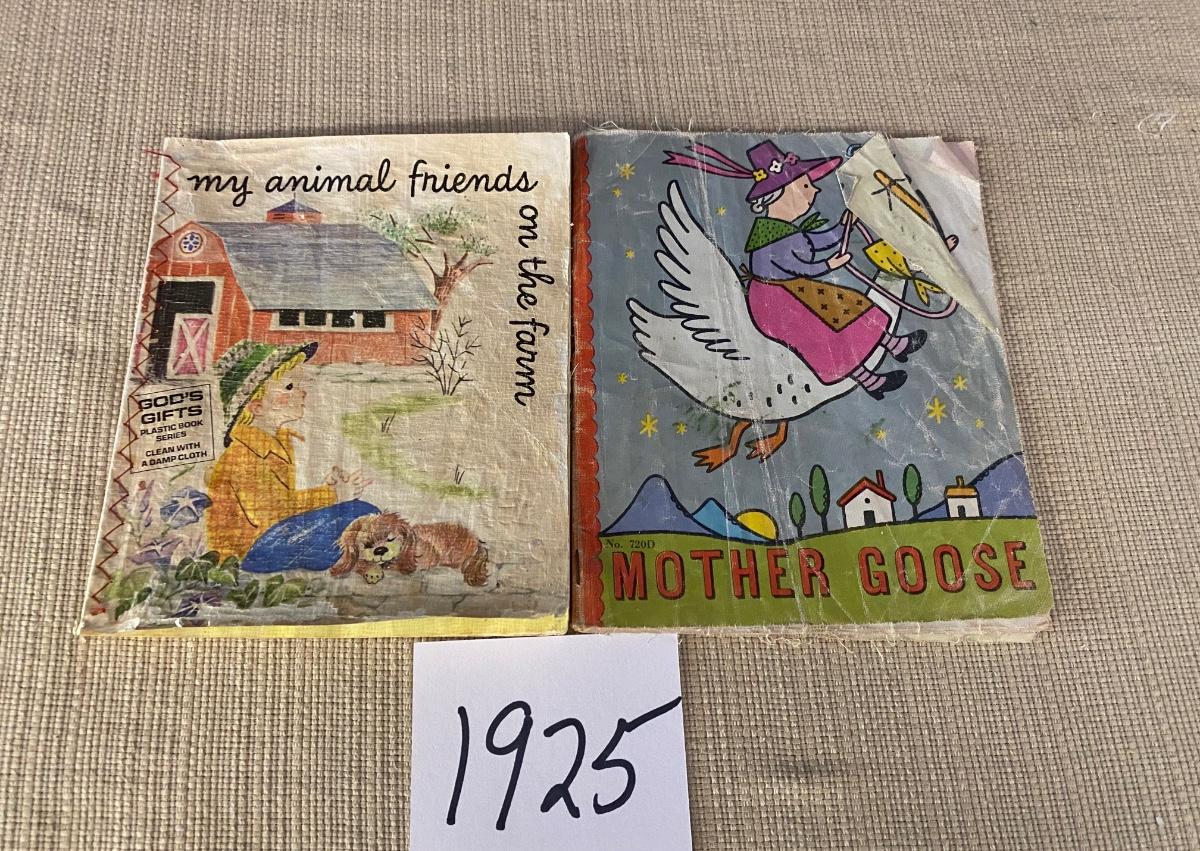 my animal friends
on the farm
GOD'S
GIFTS
PLASTIC BOOK
SERIES
CLEAN WITH
A DAMP CLOTH
No. 720D
MOTHER GOOSE
1925